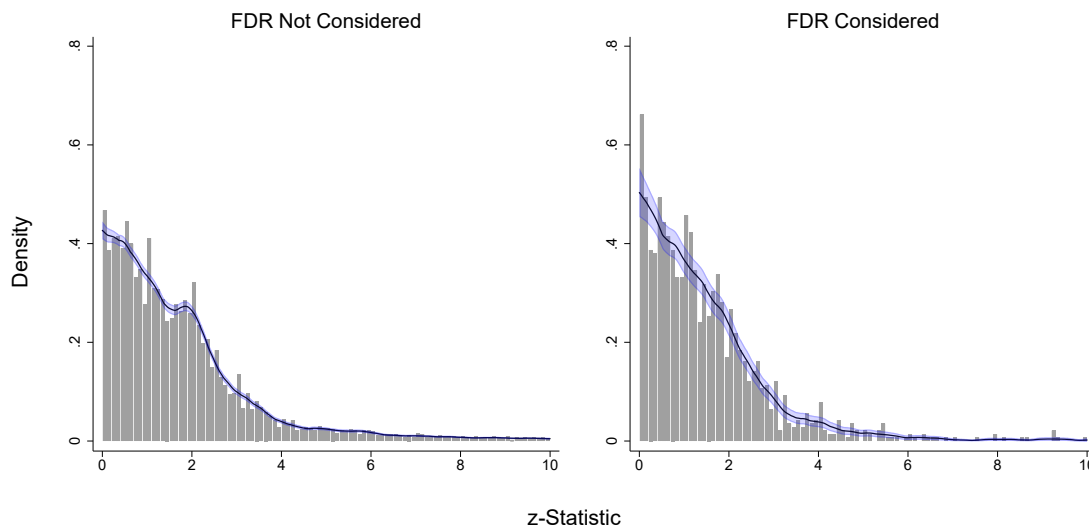 FDR Not Considered
FDR Considered
Density
.8
.6
.4
.2
0
0 2 4 6 8 10
.8
.6
.4
.2
0
0 2 4 6 8 10
z-Statistic